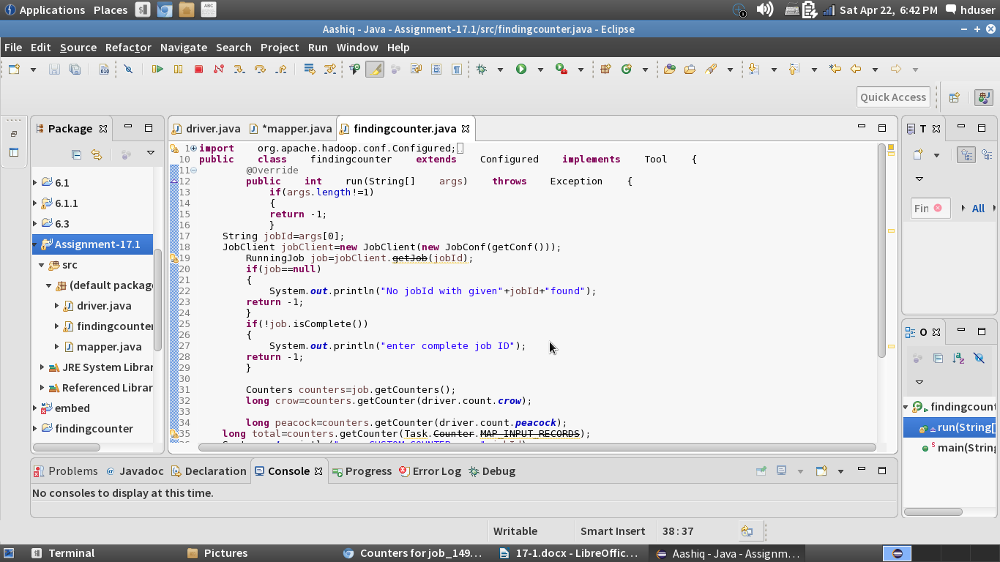 Applications Places Sat Apr 22, 6:42 PM hduser
Aashiq - Java - Assignment-17.1/src/findingcounter.java - Eclipse
File Edit Source Refactor Navigate Search Project Run Window Help
Quick Access
Package
driver.java *mapper.java findingcounter.java
6.1
6.1.1
6.3
Assignment-17.1
src
(default package
driver.java
findingcounter
mapper.java
JRE System Librar
Referenced Librar
embed
findingcounter
1 import org.apache.hadoop.conf.Configured;
10 public class findingcounter extends Configured implements Tool {
11 @Override
12 public int run(String[] args) throws Exception {
13 if(args.length!=1)
14 {
15 return -1;
16 }
17 String jobId=args[0];
18 JobClient jobClient=new JobClient(new JobConf(getConf()));
19 RunningJob job=jobClient.getJob(jobId);
20 if(job==null)
21 {
22 System.out.println("No jobId with given"+jobId+"found");
23 return -1;
24 }
25 if(!job.isComplete())
26 {
27 System.out.println("enter complete job ID");
28 return -1;
29 }
30
31 Counters counters=job.getCounters();
32 long crow=counters.getCounter(driver.count.crow);
33
34 long peacock=counters.getCounter(driver.count.peacock);
35 long total=counters.getCounter(Task.Counter.MAP_INPUT_RECORDS);
T
Fin All
O
findingcount
run(String[
main(String
Problems Javadoc Declaration Console Progress Error Log Debug
No consoles to display at this time.
Writable Smart Insert 38 : 37
Terminal Pictures Counters for job_149... 17-1.docx - LibreOffic... Aashiq - Java - Assignm...